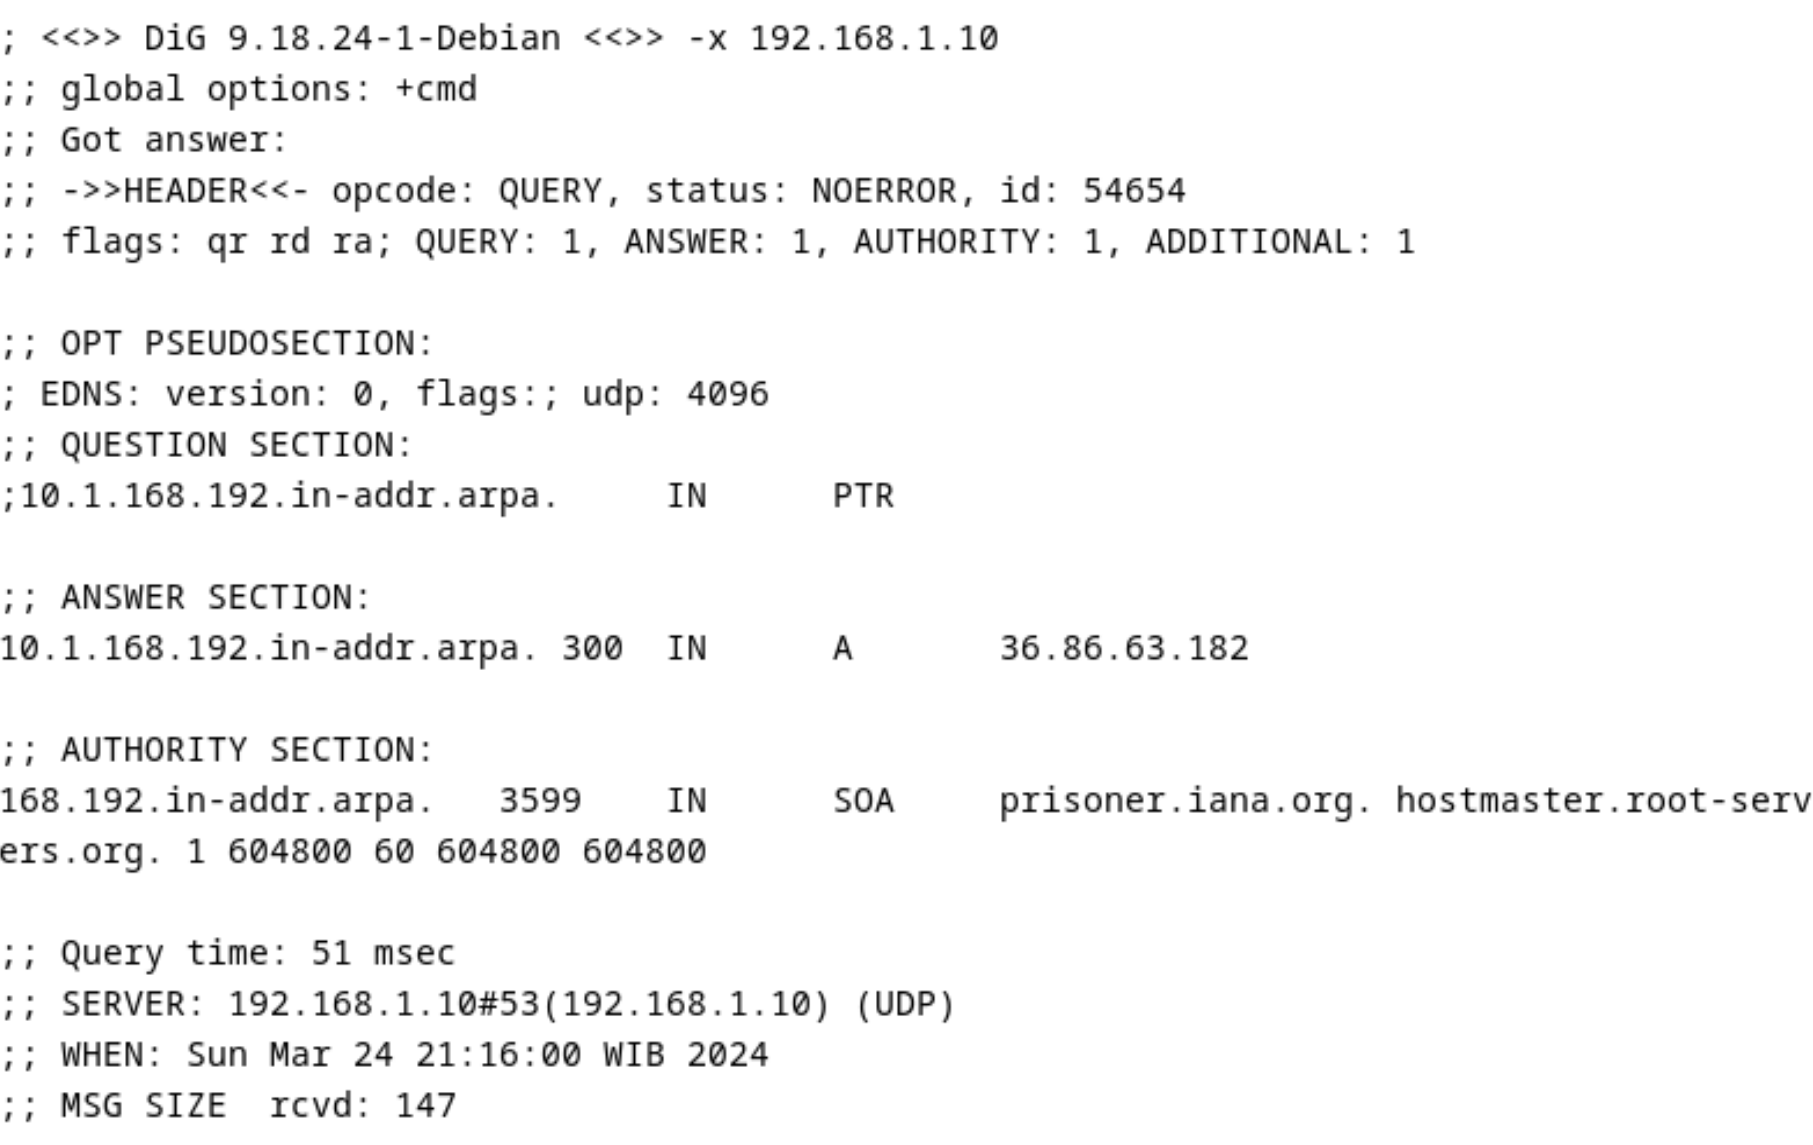 ; <<>> DiG 9.18.24-1-Debian <<>> -x 192.168.1.10
;; global options: +cmd
;; Got answer:
;; ->>HEADER<<- opcode: QUERY, status: NOERROR, id: 54654
;; flags: qr rd ra; QUERY: 1, ANSWER: 1, AUTHORITY: 1, ADDITIONAL: 1

;; OPT PSEUDOSECTION:
; EDNS: version: 0, flags:; udp: 4096
;; QUESTION SECTION:
;10.1.168.192.in-addr.arpa.     IN      PTR

;; ANSWER SECTION:
10.1.168.192.in-addr.arpa. 300  IN      A       36.86.63.182

;; AUTHORITY SECTION:
168.192.in-addr.arpa.   3599    IN      SOA     prisoner.iana.org. hostmaster.root-serv
ers.org. 1 604800 60 604800 604800

;; Query time: 51 msec
;; SERVER: 192.168.1.10#53(192.168.1.10) (UDP)
;; WHEN: Sun Mar 24 21:16:00 WIB 2024
;; MSG SIZE  rcvd: 147